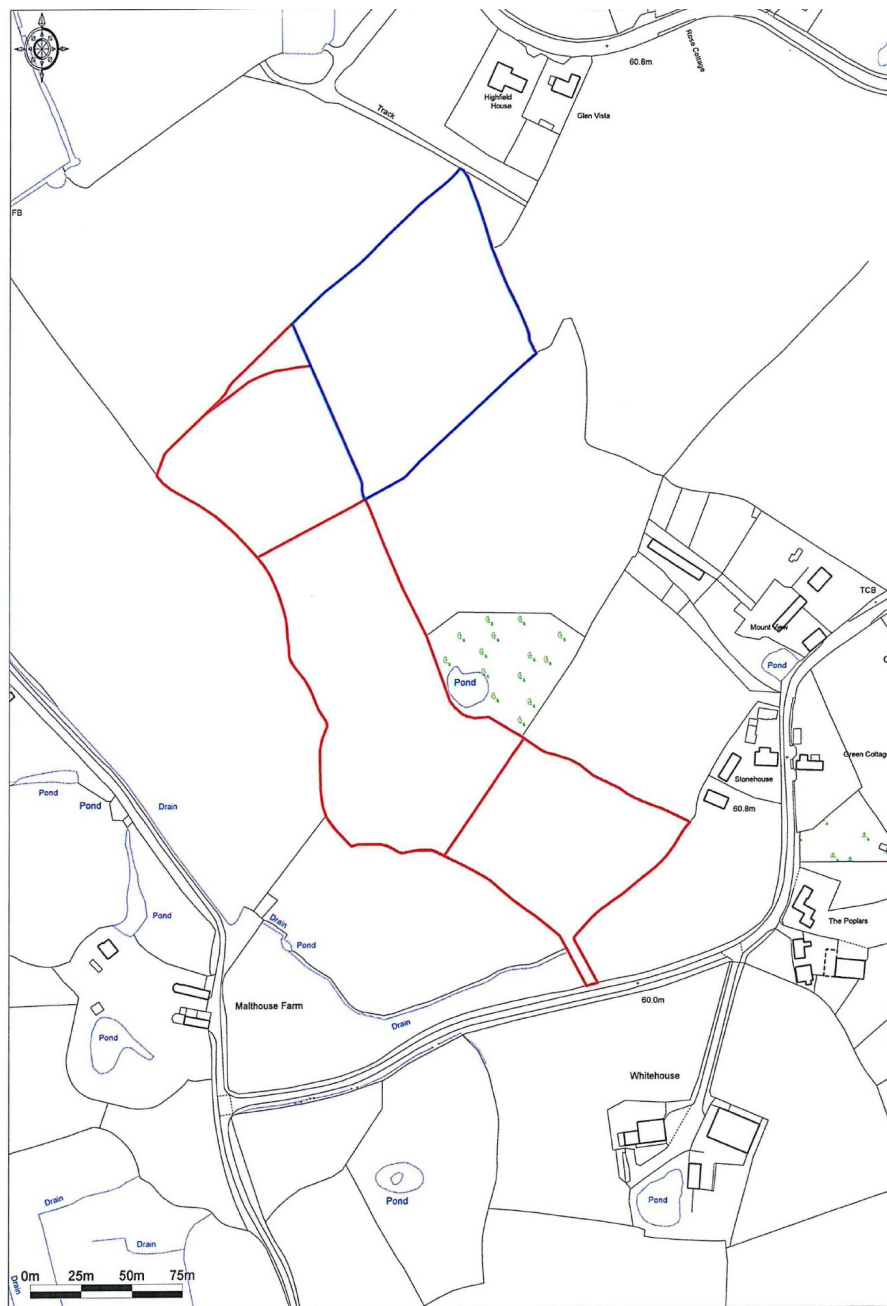 60.8m
Rose Cottage
Highfield
House
Glen Vista
Track
FB
TCB
Mount View
Pond
Pond
Green Cottage
Stonehouse
60.8m
Pond
Pond
Drain
Pond
Drain
Pond
The Poplars
60.0m
Malthouse Farm
Drain
Pond
Whitehouse
Pond
Pond
Drain
Drain
0m 25m 50m 75m